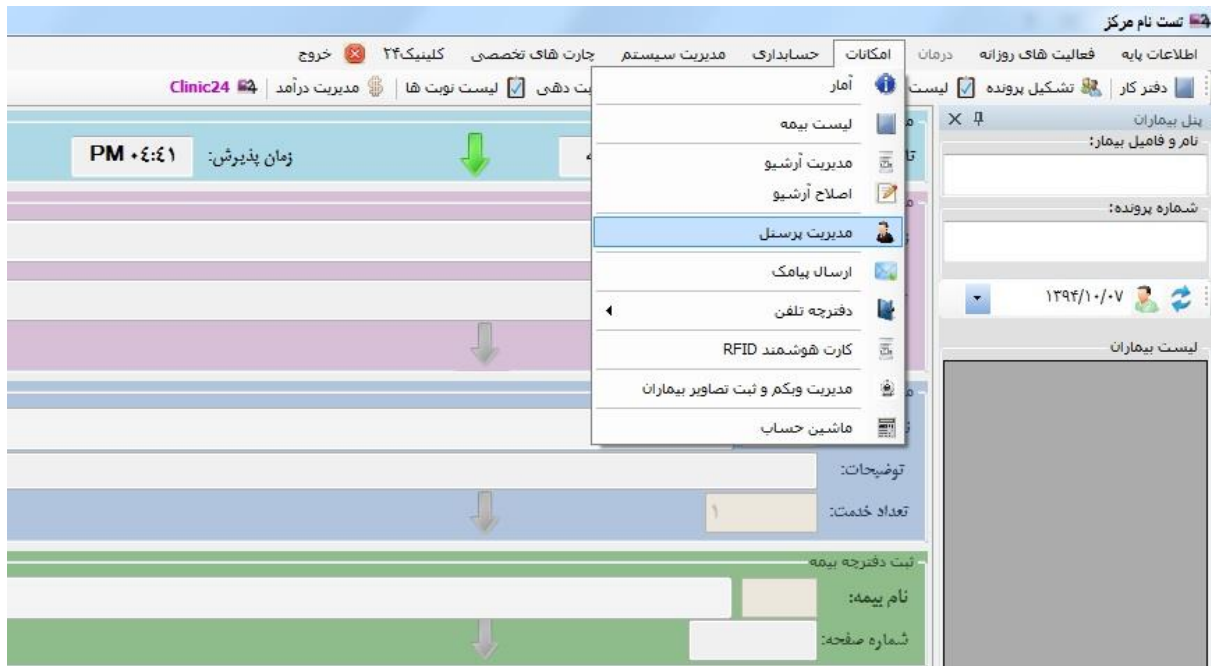 تست نام مرکز
اطلاعات پایه فعالیت های روزانه درمان امکانات حسابداری مدیریت سیستم چارت های تخصصی کلینیک۲۴ خروج
دفتر کار تشکیل پرونده لیست
بت دهی لیست نوبت ها مدیریت درآمد Clinic24
پنل بیماران
نام و فامیل بیمار:
شماره پرونده:
۱۳۹۴/۱۰/۰۷
لیست بیماران
آمار
لیست بیمه
مدیریت آرشیو
اصلاح آرشیو
مدیریت پرسنل
ارسال پیامک
دفترچه تلفن
کارت هوشمند RFID
مدیریت وبکم و ثبت تصاویر بیماران
ماشین حساب
زمان پذیرش: ۰٤:٤١ PM
توضیحات:
تعداد خدمت: ۱
ثبت دفترچه بیمه
نام بیمه:
شماره صفحه: